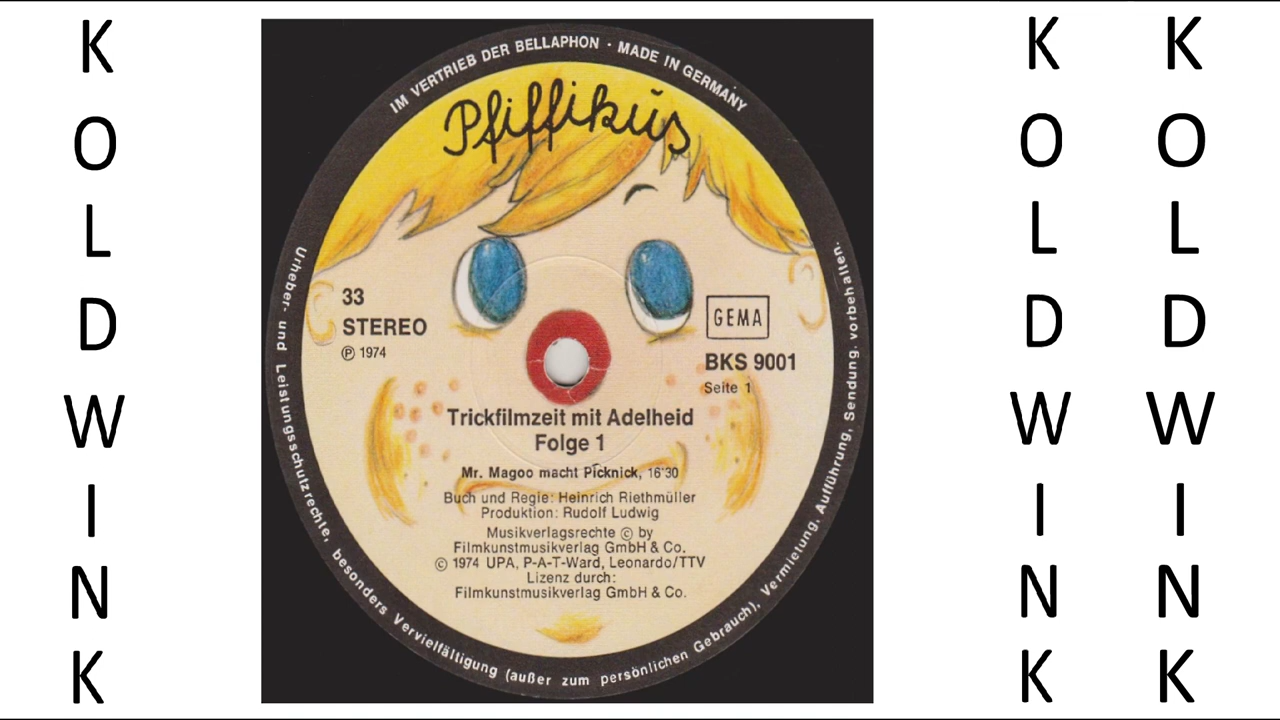 K
O
L
D
W
I
N
K
IM VERTRIEB DER BELLAPHON · MADE IN GERMANY
Pfiffikus
33
STEREO
℗ 1974
GEMA
BKS 9001
Seite 1
Trickfilmzeit mit Adelheid
Folge 1
Mr. Magoo macht Picknick, 16'30
Buch und Regie: Heinrich Riethmüller
Produktion: Rudolf Ludwig
Musikverlagsrechte © by
Filmkunstmusikverlag GmbH & Co.
© 1974 UPA, P-A-T-Ward, Leonardo/TTV
Lizenz durch:
Filmkunstmusikverlag GmbH & Co.
Urheber- und Leistungsschutzrechte, besonders Vervielfältigung (außer zum persönlichen Gebrauch), Vermietung, Aufführung, Sendung, vorbehalten.
K
O
L
D
W
I
N
K
K
O
L
D
W
I
N
K